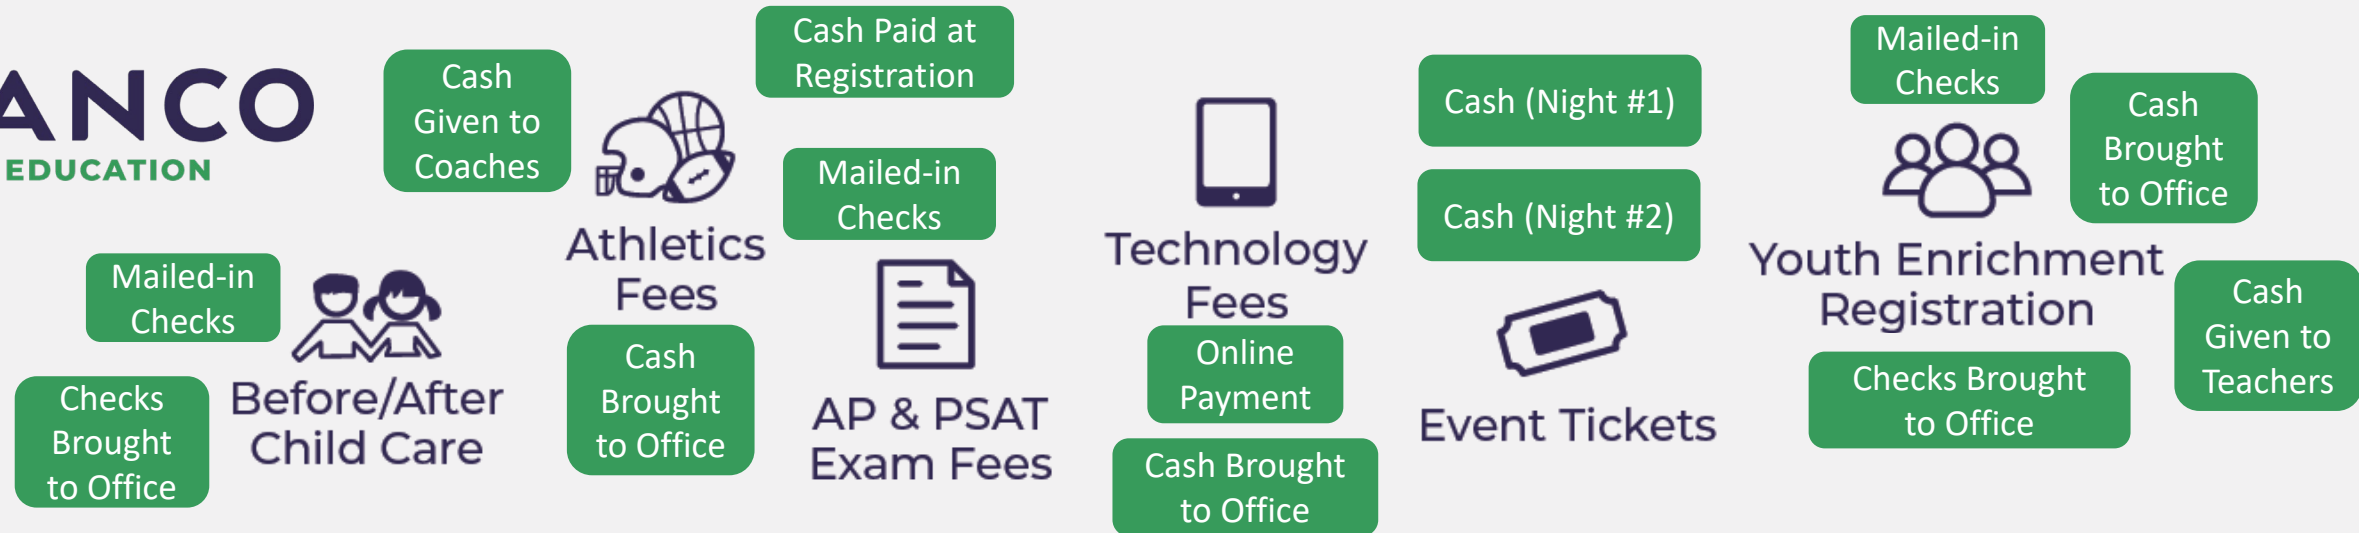 ANCO
EDUCATION
Cash
Given to
Coaches
Cash Paid at
Registration
Mailed-in
Checks
Athletics
Fees
Cash
Brought
to Office
Mailed-in
Checks
Checks
Brought
to Office
Before/After
Child Care
AP & PSAT
Exam Fees
Technology
Fees
Online
Payment
Cash Brought
to Office
Cash (Night #1)
Cash (Night #2)
Event Tickets
Mailed-in
Checks
Cash
Brought
to Office
Youth Enrichment
Registration
Cash
Given to
Teachers
Checks Brought
to Office